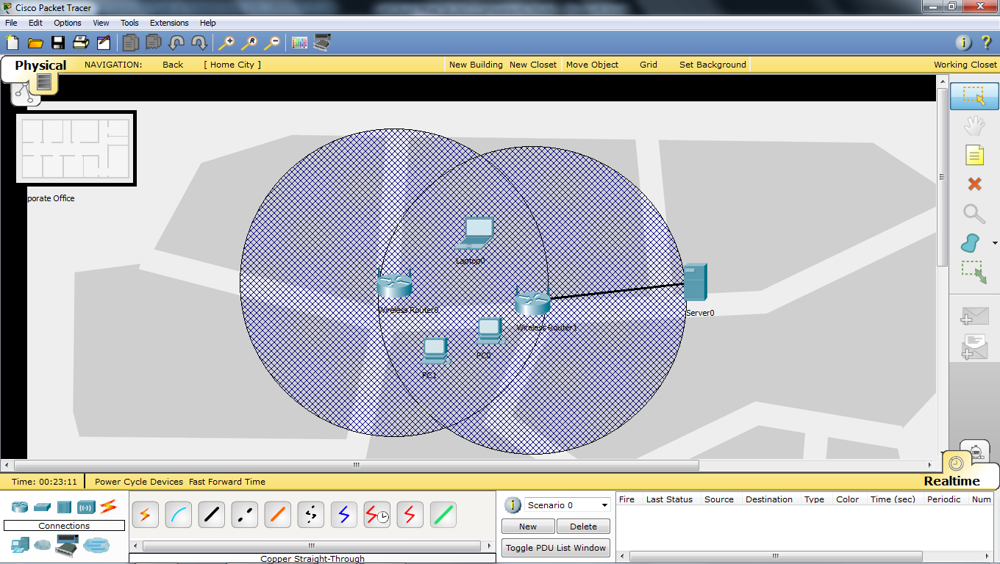 Cisco Packet Tracer
File Edit Options View Tools Extensions Help
Physical NAVIGATION: Back [ Home City ] New Building New Closet Move Object Grid Set Background Working Closet
porate Office
Laptop0
Wireless Router0
Wireless Router1
Server0
PC0
PC1
Time: 00:23:11 Power Cycle Devices Fast Forward Time Realtime
Scenario 0
Fire Last Status Source Destination Type Color Time (sec) Periodic Num
Connections
New Delete
Toggle PDU List Window
Copper Straight-Through